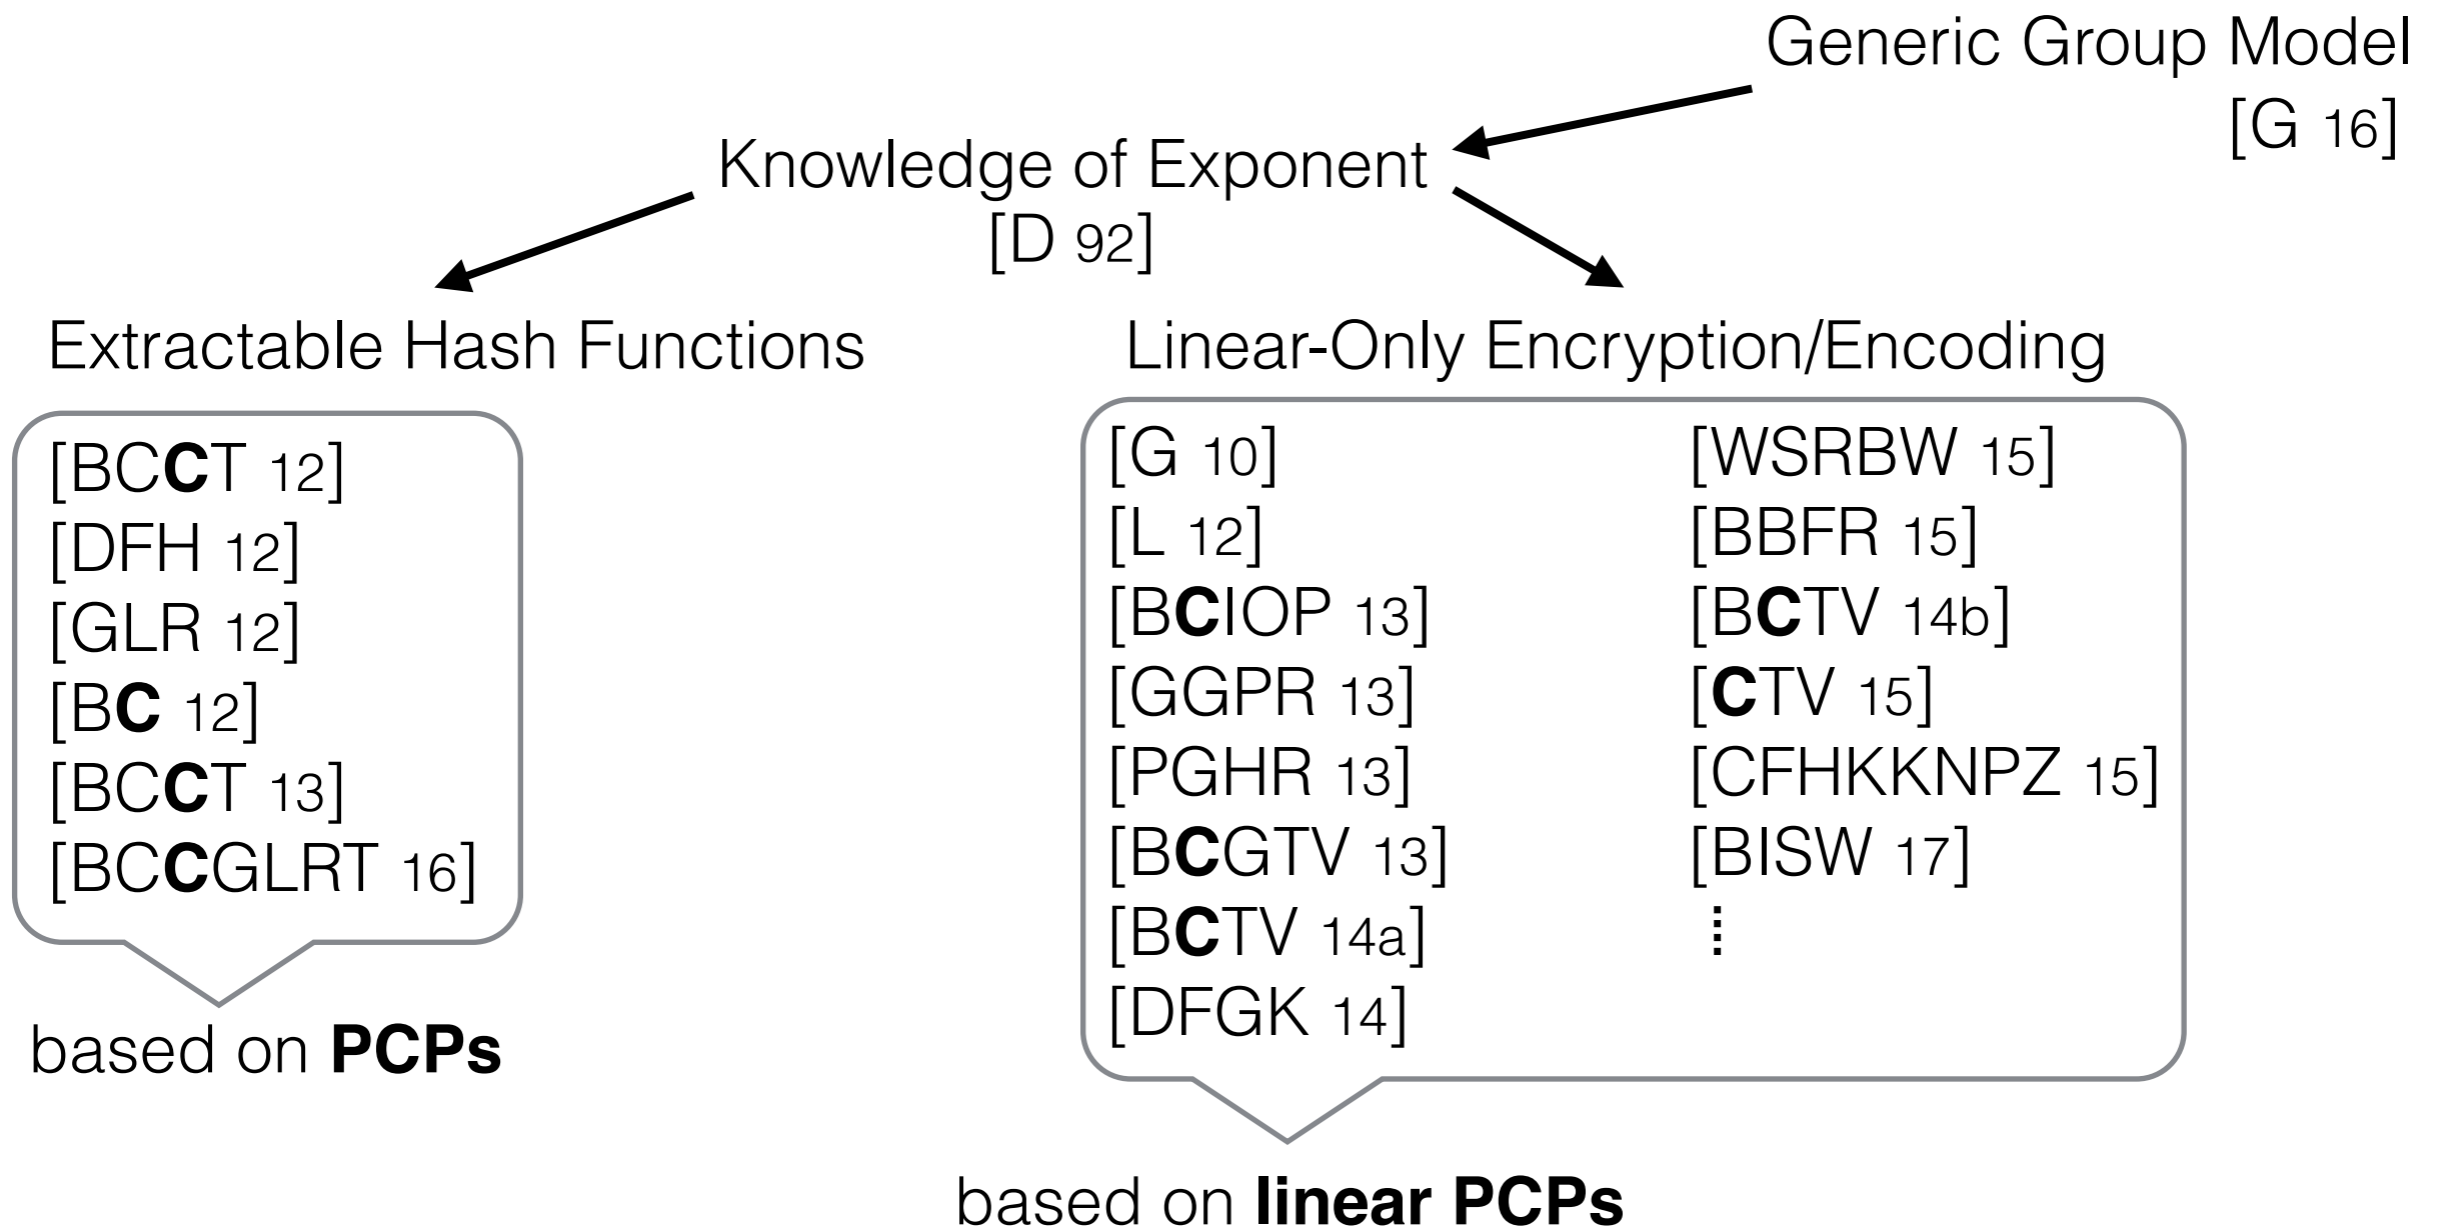 Generic Group Model
[G 16]
Knowledge of Exponent
[D 92]
Extractable Hash Functions
[BCCT 12]
[DFH 12]
[GLR 12]
[BC 12]
[BCCT 13]
[BCCGLRT 16]
based on PCPs
Linear-Only Encryption/Encoding
[G 10]
[L 12]
[BCIOP 13]
[GGPR 13]
[PGHR 13]
[BCGTV 13]
[BCTV 14a]
[DFGK 14]
[WSRBW 15]
[BBFR 15]
[BCTV 14b]
[CTV 15]
[CFHKKNPZ 15]
[BISW 17]
⋮
based on linear PCPs